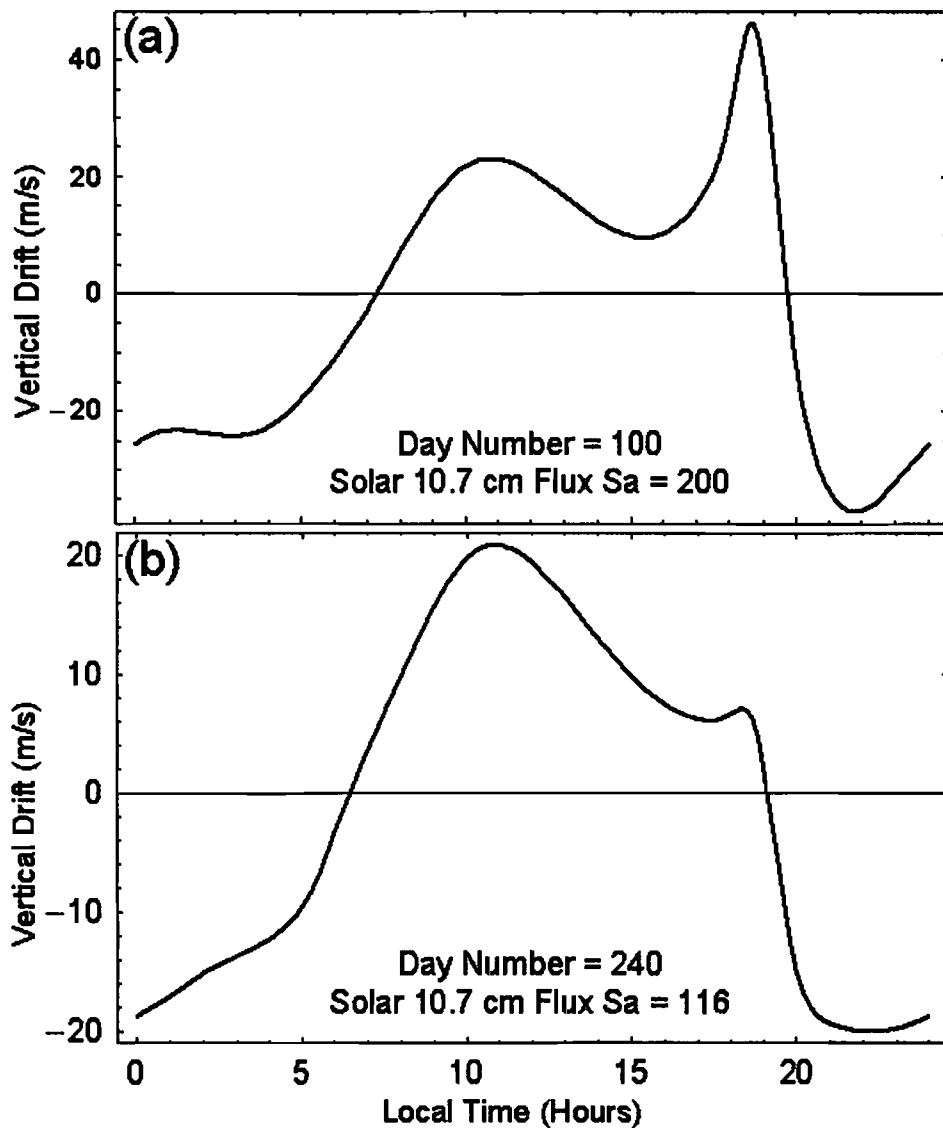 (a)
Vertical Drift (m/s)
40
20
0
−20
Day Number = 100
Solar 10.7 cm Flux Sa = 200
(b)
Vertical Drift (m/s)
20
10
0
−10
−20
Day Number = 240
Solar 10.7 cm Flux Sa = 116
0 5 10 15 20
Local Time (Hours)